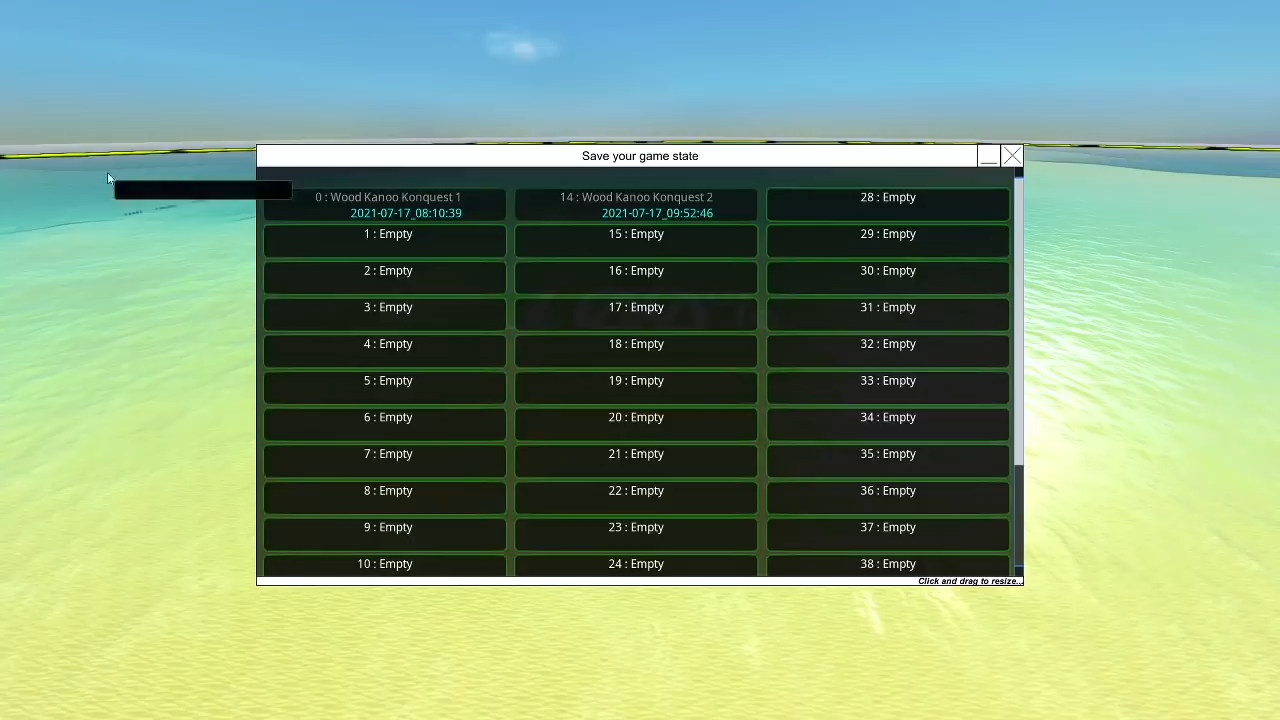 Save your game state
0 : Wood Kanoo Konquest 1
2021-07-17_08:10:39
14 : Wood Kanoo Konquest 2
2021-07-17_09:52:46
28 : Empty
1 : Empty
15 : Empty
29 : Empty
2 : Empty
16 : Empty
30 : Empty
3 : Empty
17 : Empty
31 : Empty
4 : Empty
18 : Empty
32 : Empty
5 : Empty
19 : Empty
33 : Empty
6 : Empty
20 : Empty
34 : Empty
7 : Empty
21 : Empty
35 : Empty
8 : Empty
22 : Empty
36 : Empty
9 : Empty
23 : Empty
37 : Empty
10 : Empty
24 : Empty
38 : Empty
Click and drag to resize...